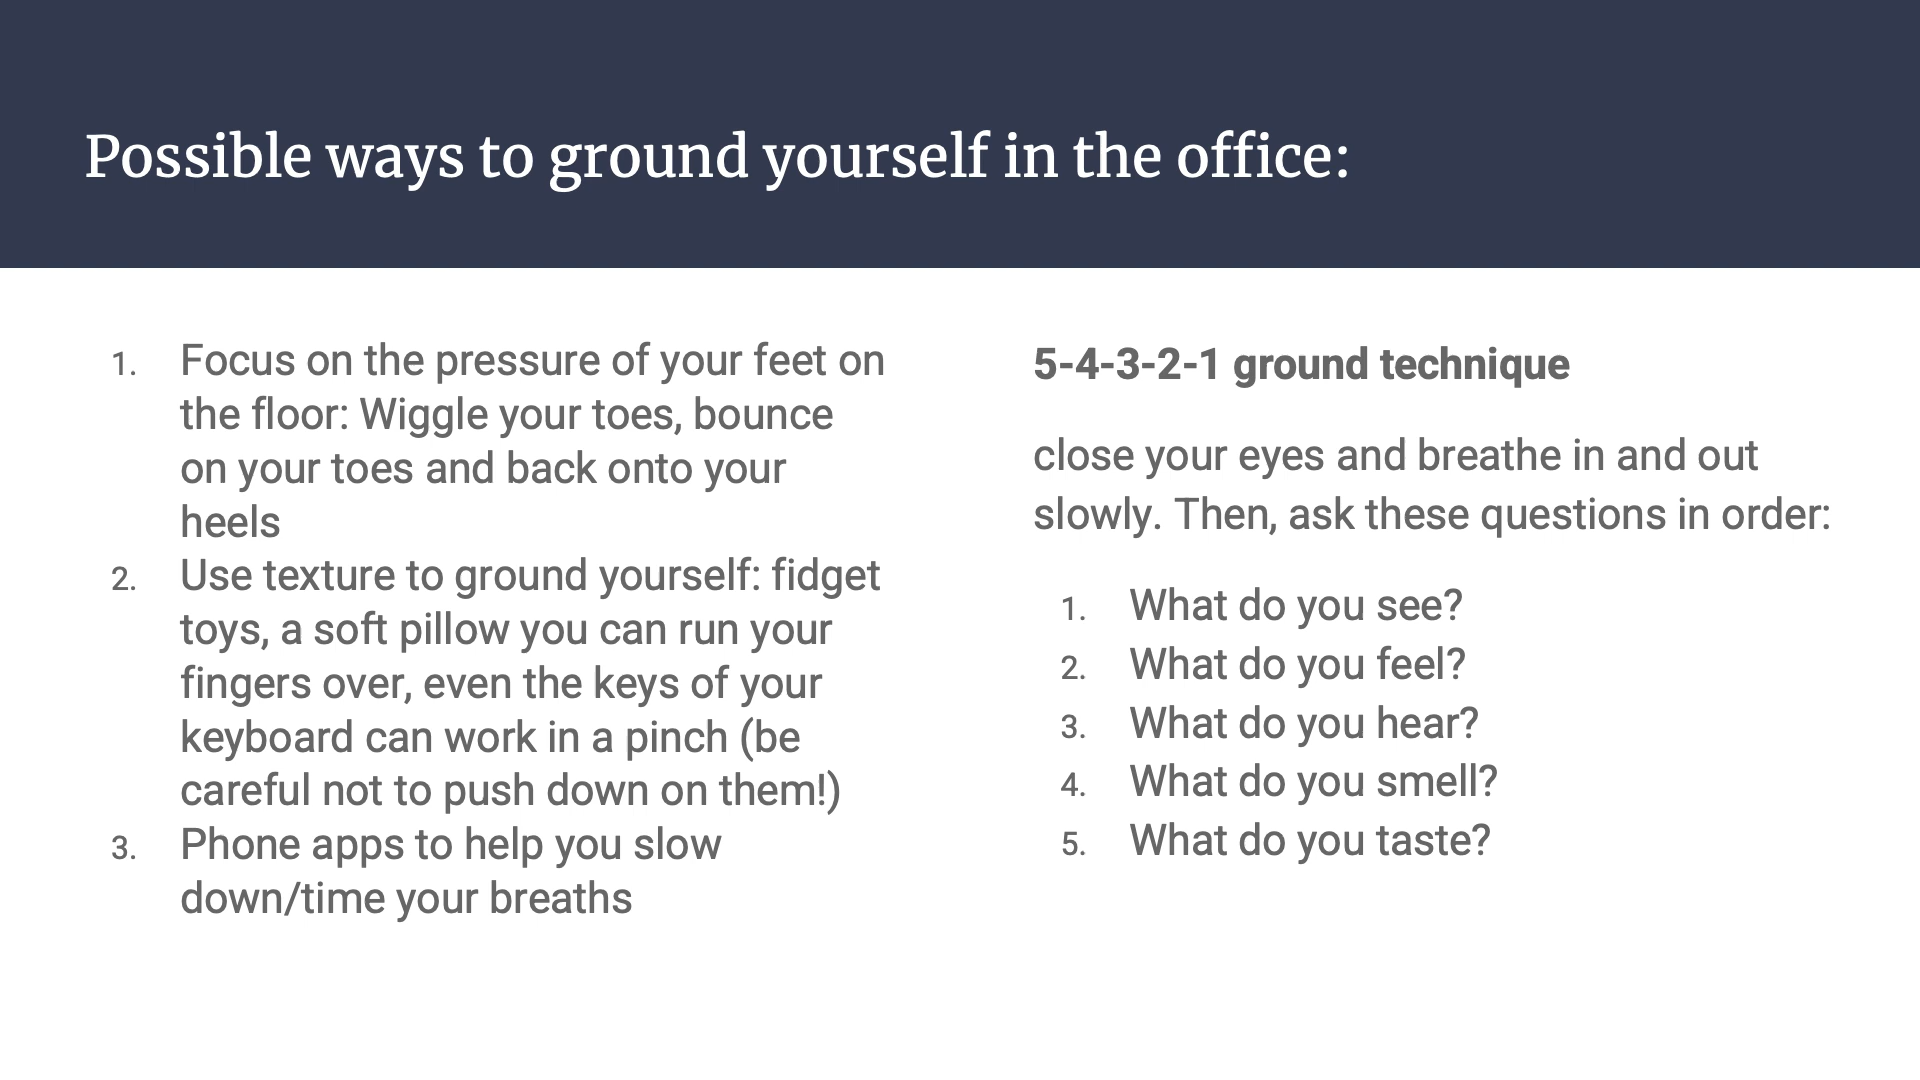 Possible ways to ground yourself in the office:
1. Focus on the pressure of your feet on
the floor: Wiggle your toes, bounce
on your toes and back onto your
heels
2. Use texture to ground yourself: fidget
toys, a soft pillow you can run your
fingers over, even the keys of your
keyboard can work in a pinch (be
careful not to push down on them!)
3. Phone apps to help you slow
down/time your breaths
5-4-3-2-1 ground technique
close your eyes and breathe in and out
slowly. Then, ask these questions in order:
1. What do you see?
2. What do you feel?
3. What do you hear?
4. What do you smell?
5. What do you taste?